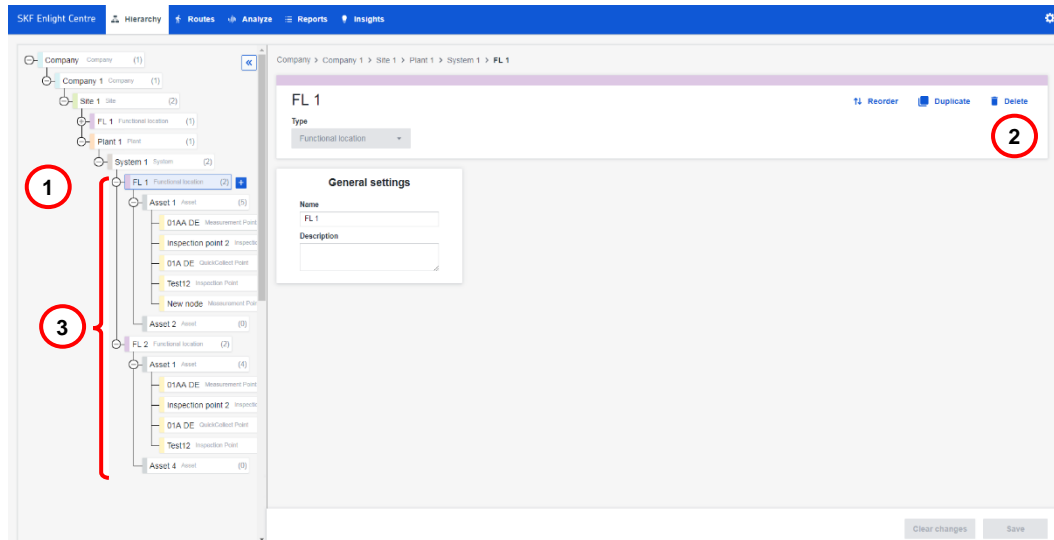 SKF Enlight Centre Hierarchy Routes Analyze Reports Insights
Company Company (1)
Company 1 Company (1)
Site 1 Site (2)
FL 1 Functional location (1)
Plant 1 Plant (1)
System 1 System (2)
1
FL 1 Functional location (2)
Asset 1 Asset (5)
01AA DE Measurement Point
Inspection point 2 Inspectio
01A DE QuickCollect Point
Test12 Inspection Point
New node Measurement Poin
3
Asset 2 Asset (0)
FL 2 Functional location (2)
Asset 1 Asset (4)
01AA DE Measurement Point
Inspection point 2 Inspectio
01A DE QuickCollect Point
Test12 Inspection Point
Asset 4 Asset (0)
Company > Company 1 > Site 1 > Plant 1 > System 1 > FL 1
FL 1
Reorder Duplicate Delete
Type
Functional location
2
General settings
Name
FL 1
Description
Clear changes Save